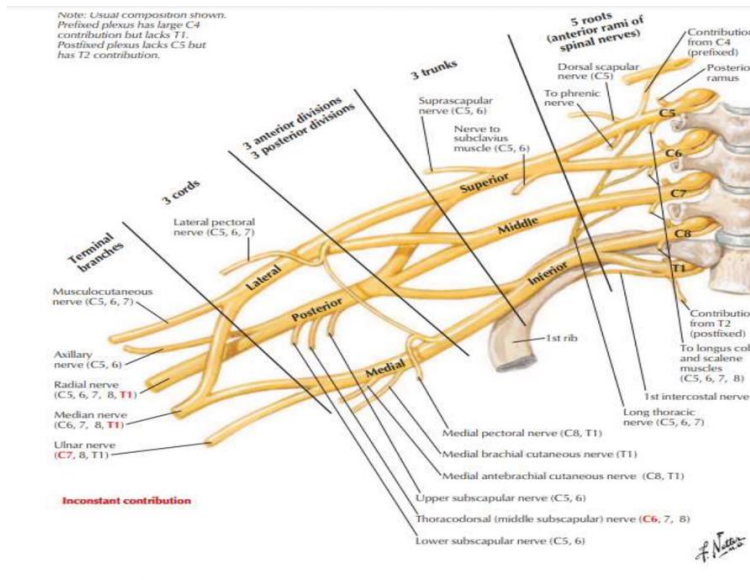 Note: Usual composition shown.
Prefixed plexus has large C4
contribution but lacks T1.
Postfixed plexus lacks C5 but
has T2 contribution.
5 roots
(anterior rami of
spinal nerves)
Contribution
from C4
(prefixed)
Posterio
ramus
Dorsal scapular
nerve (C5)
To phrenic
nerve
3 trunks
Suprascapular
nerve (C5, 6)
Nerve to
subclavius
muscle (C5, 6)
3 anterior divisions
3 posterior divisions
3 cords
Lateral pectoral
nerve (C5, 6, 7)
Terminal
branches
C5
C6
C7
C8
T1
Superior
Middle
Inferior
Lateral
Posterior
Medial
Musculocutaneous
nerve (C5, 6, 7)
Axillary
nerve (C5, 6)
Radial nerve
(C5, 6, 7, 8, T1)
Median nerve
(C6, 7, 8, T1)
Ulnar nerve
(C7, 8, T1)
Inconstant contribution
1st rib
Contributio
from T2
(postfixed)
To longus col
and scalene
muscles
(C5, 6, 7, 8)
1st intercostal nerve
Long thoracic
nerve (C5, 6, 7)
Medial pectoral nerve (C8, T1)
Medial brachial cutaneous nerve (T1)
Medial antebrachial cutaneous nerve (C8, T1)
Upper subscapular nerve (C5, 6)
Thoracodorsal (middle subscapular) nerve (C6, 7, 8)
Lower subscapular nerve (C5, 6)
F. Netter